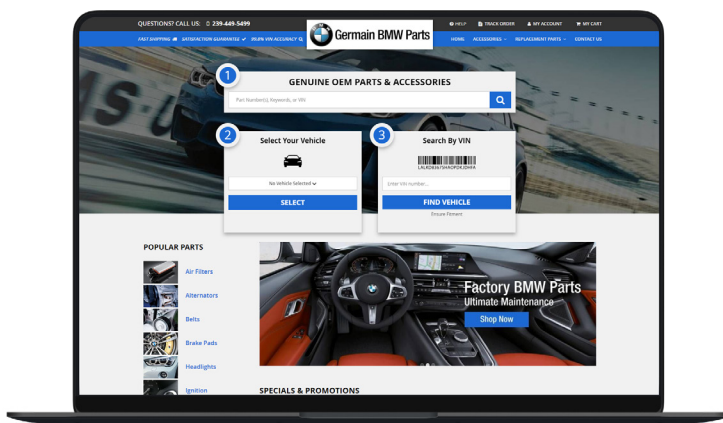 QUESTIONS? CALL US: 239-449-5499
HELP TRACK ORDER MY ACCOUNT MY CART
FAST SHIPPING SATISFACTION GUARANTEE 99.8% VIN ACCURACY
Germain BMW Parts
HOME ACCESSORIES REPLACEMENT PARTS CONTACT US
1
GENUINE OEM PARTS & ACCESSORIES
Part Number(s), Keywords, or VIN
2
Select Your Vehicle
No Vehicle Selected
SELECT
3
Search By VIN
Enter VIN number...
FIND VEHICLE
Ensure Fitment
POPULAR PARTS
Air Filters
Alternators
Belts
Brake Pads
Headlights
Ignition
Factory BMW Parts
Ultimate Maintenance
Shop Now
SPECIALS & PROMOTIONS